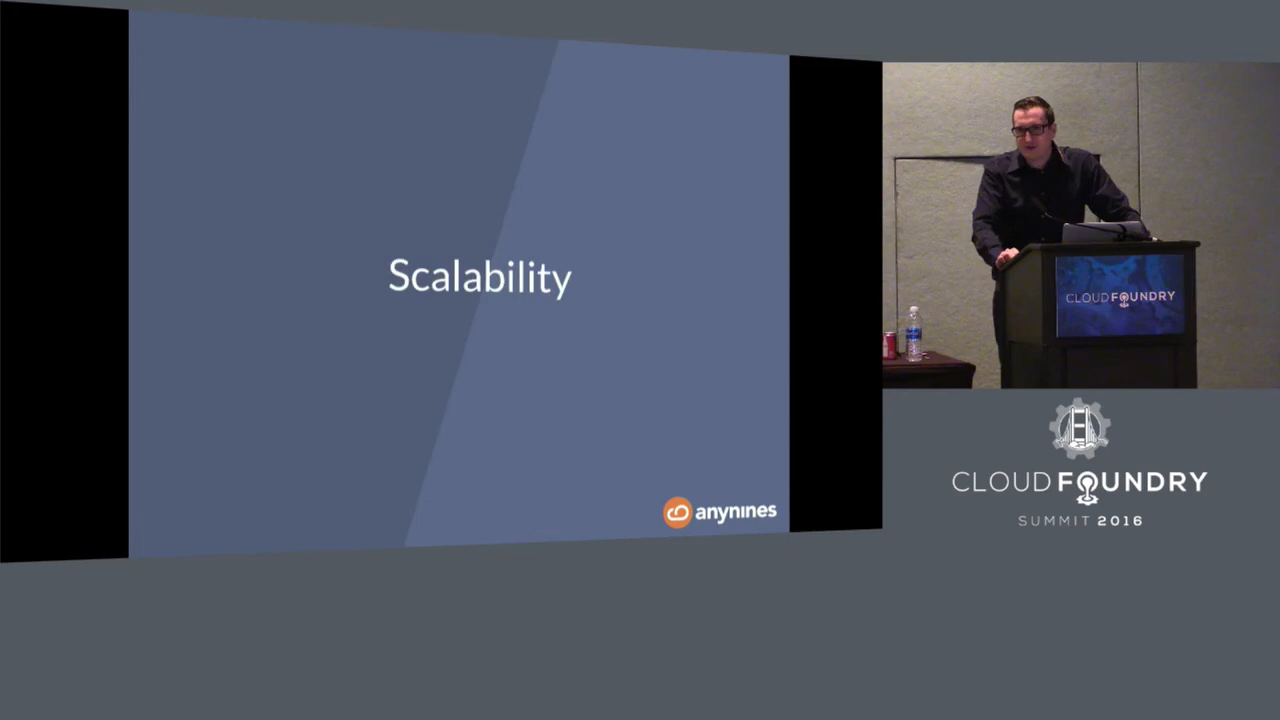 Scalability
anynines
CLOUD FOUNDRY
CLOUD FOUNDRY
SUMMIT 2016